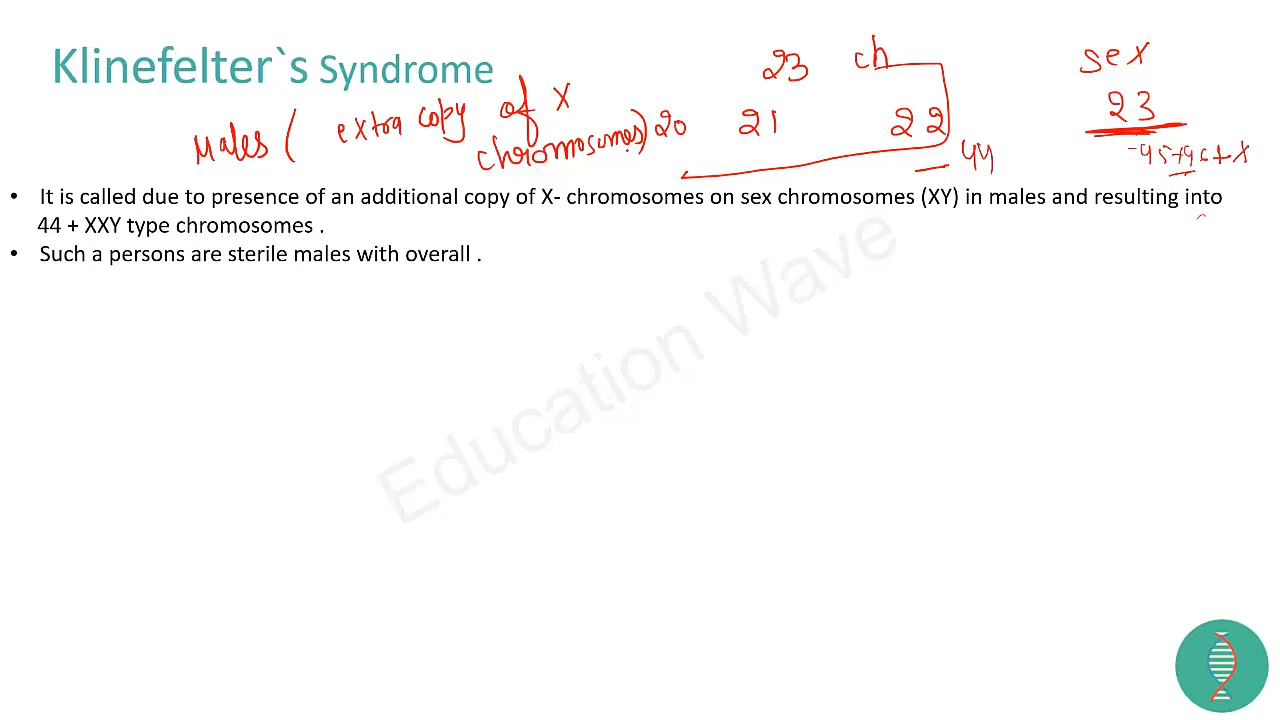 Klinefelter`s Syndrome
23 ch
sex
Males ( extra copy of X
chromosomes)
20 21 22
23
44
45+46+X
• It is called due to presence of an additional copy of X- chromosomes on sex chromosomes (XY) in males and resulting into
44 + XXY type chromosomes .
• Such a persons are sterile males with overall .
Education Wave